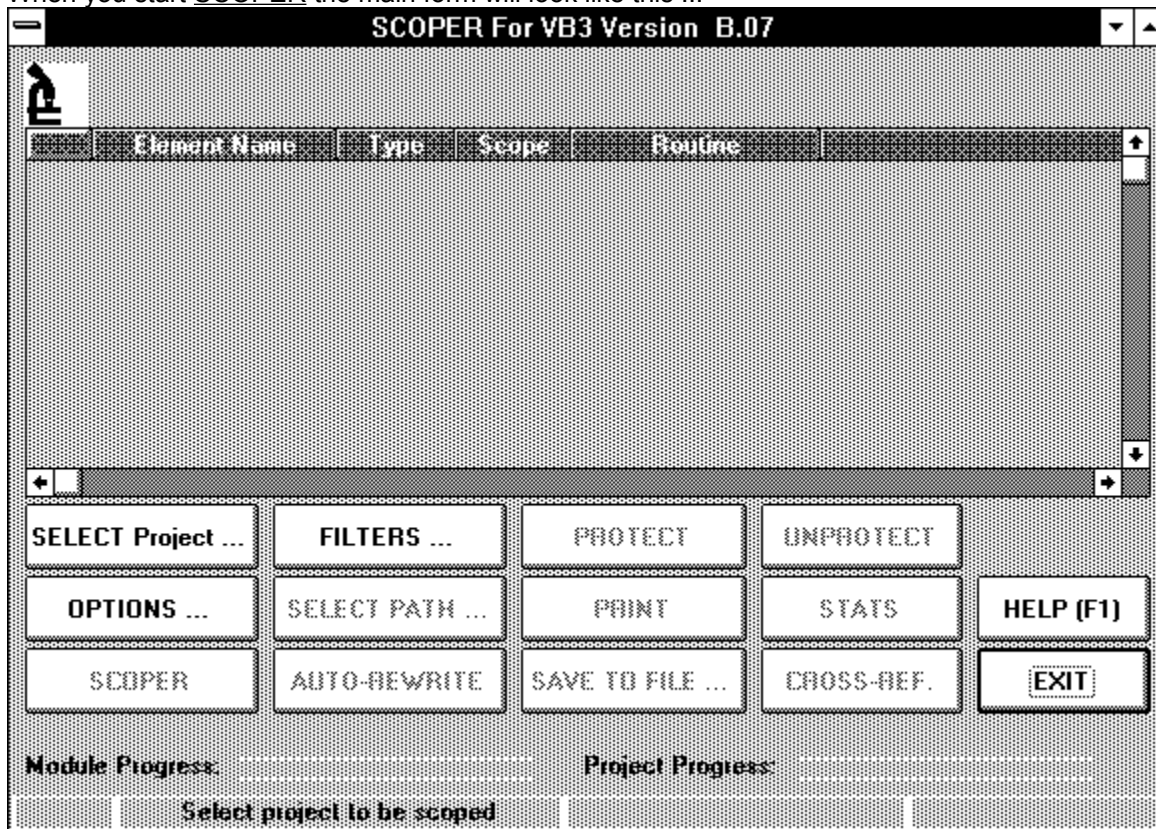 When you start SCOPER the main form will look like this ...
SCOPER For VB3 Version B.07
Element Name Type Scope Routine
SELECT Project ... FILTERS ... PROTECT UNPROTECT
OPTIONS ... SELECT PATH ... PRINT STATS HELP (F1)
SCOPER AUTO-REWRITE SAVE TO FILE ... CROSS-REF. EXIT
Module Progress: Project Progress:
Select project to be scoped